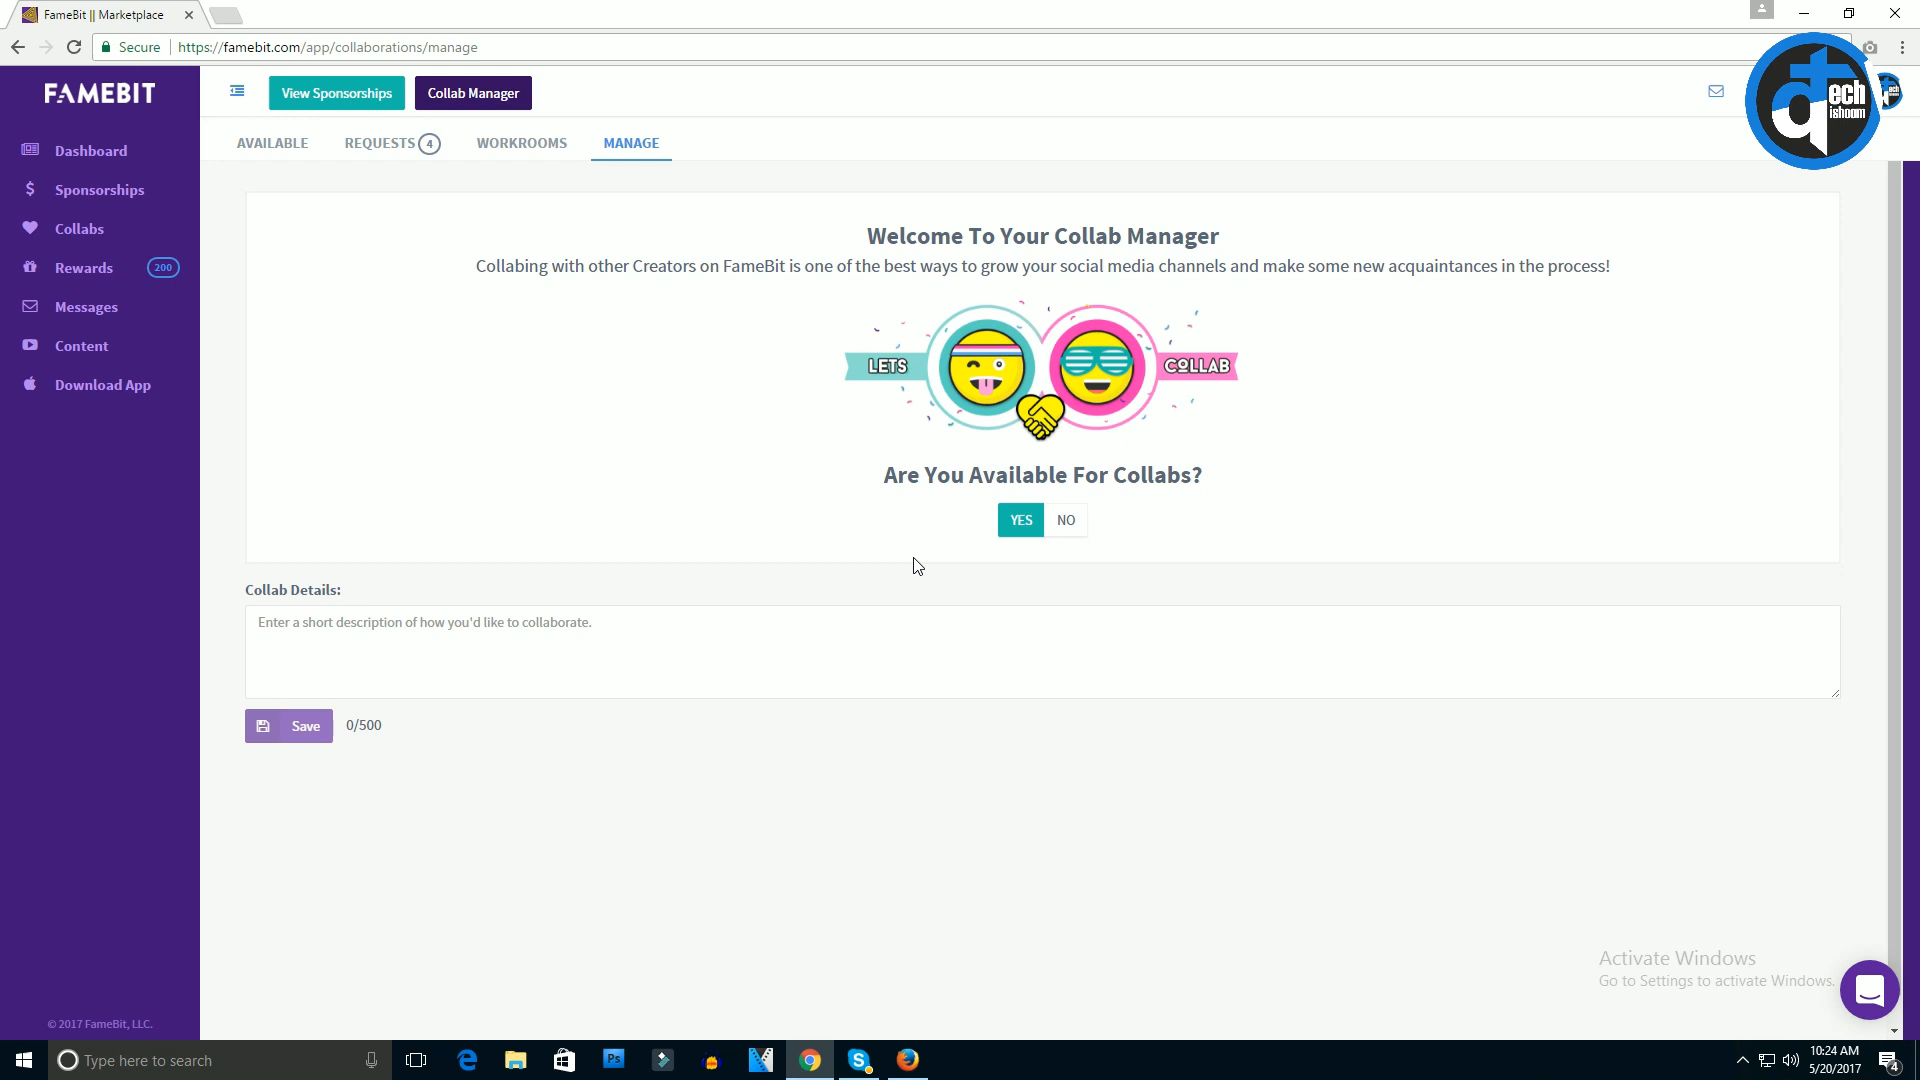 FameBit || Marketplace
Secure
https://famebit.com/app/collaborations/manage
FAMEBIT
View Sponsorships
Collab Manager
ech
ishoom
AVAILABLE
REQUESTS 4
WORKROOMS
MANAGE
Dashboard
Sponsorships
Collabs
Rewards 200
Messages
Content
Download App
Welcome To Your Collab Manager
Collabing with other Creators on FameBit is one of the best ways to grow your social media channels and make some new acquaintances in the process!
LETS
COLLAB
Are You Available For Collabs?
YES
NO
Collab Details:
Enter a short description of how you'd like to collaborate.
Save
0/500
Activate Windows
Go to Settings to activate Windows.
© 2017 FameBit, LLC.
Type here to search
Ps
10:24 AM
5/20/2017
4